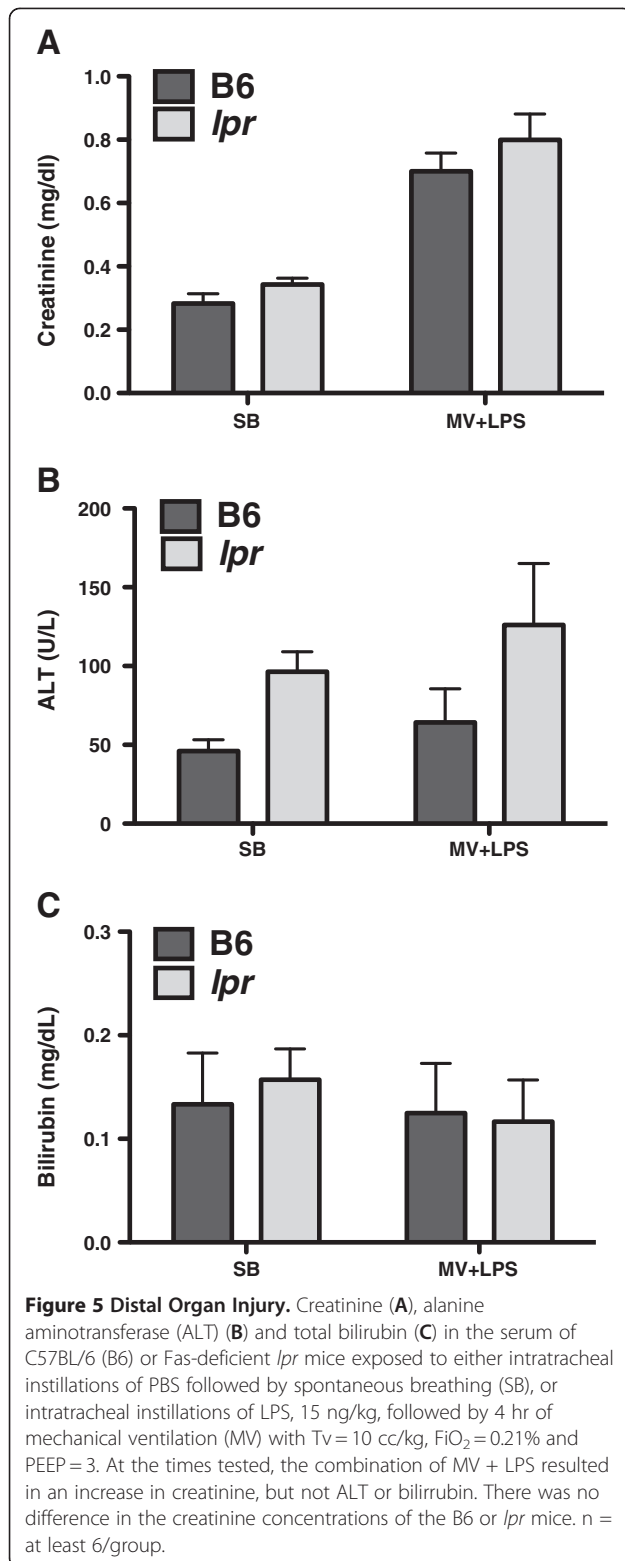 A
B6
lpr
Creatinine (mg/dl)
1.0
0.8
0.6
0.4
0.2
0.0
SB
MV+LPS
B
B6
lpr
ALT (U/L)
200
150
100
50
0
SB
MV+LPS
C
B6
lpr
Bilirubin (mg/dL)
0.3
0.2
0.1
0.0
SB
MV+LPS
Figure 5 Distal Organ Injury. Creatinine (A), alanine
aminotransferase (ALT) (B) and total bilirubin (C) in the serum of
C57BL/6 (B6) or Fas-deficient lpr mice exposed to either intratracheal
instillations of PBS followed by spontaneous breathing (SB), or
intratracheal instillations of LPS, 15 ng/kg, followed by 4 hr of
mechanical ventilation (MV) with Tv = 10 cc/kg, FiO₂ = 0.21% and
PEEP = 3. At the times tested, the combination of MV + LPS resulted
in an increase in creatinine, but not ALT or bilirrubin. There was no
difference in the creatinine concentrations of the B6 or lpr mice. n =
at least 6/group.